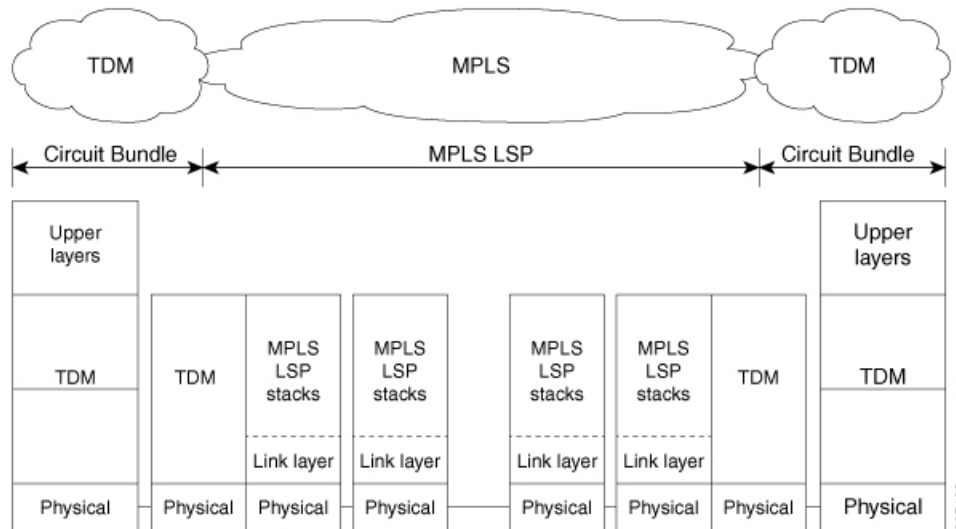 TDM
MPLS
TDM
Circuit Bundle
MPLS LSP
Circuit Bundle
Upper
layers
TDM
Physical
TDM
Physical
MPLS
LSP
stacks
Link layer
Physical
MPLS
LSP
stacks
Link layer
Physical
MPLS
LSP
stacks
Link layer
Physical
MPLS
LSP
stacks
Link layer
Physical
TDM
Physical
Upper
layers
TDM
Physical